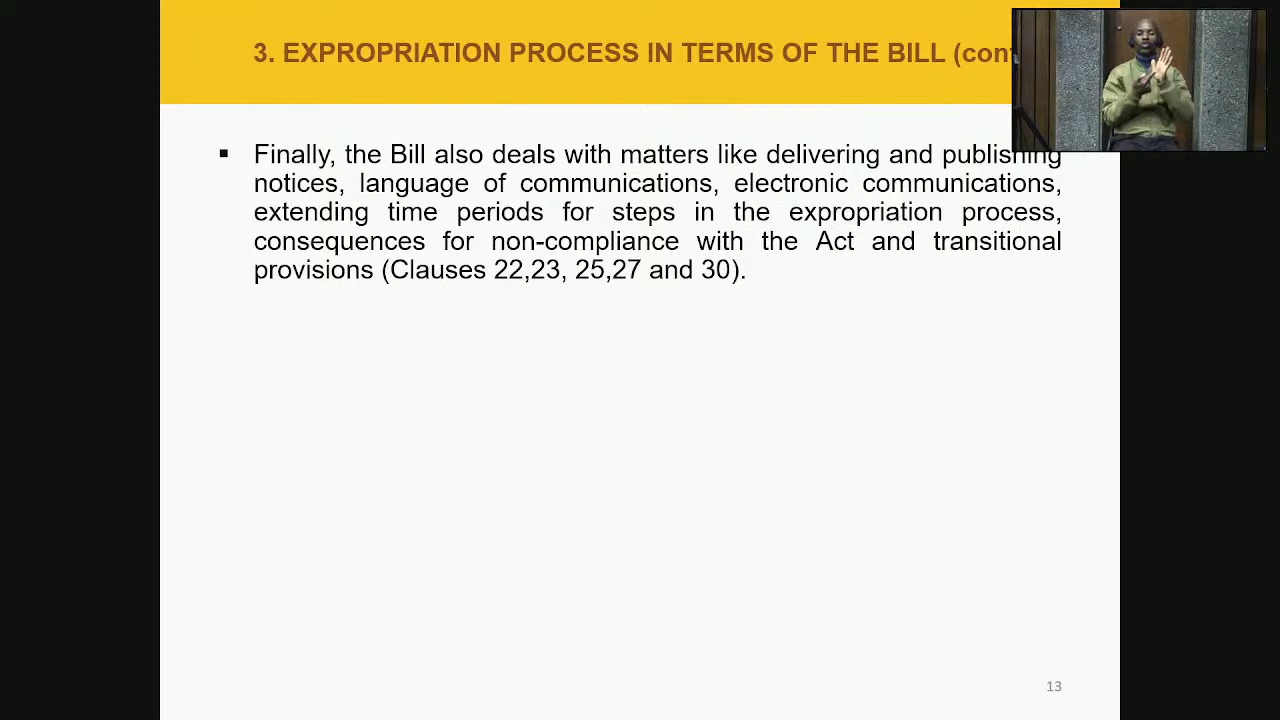 3. EXPROPRIATION PROCESS IN TERMS OF THE BILL (con
Finally, the Bill also deals with matters like delivering and publishing
notices, language of communications, electronic communications,
extending time periods for steps in the expropriation process,
consequences for non-compliance with the Act and transitional
provisions (Clauses 22,23, 25,27 and 30).
13